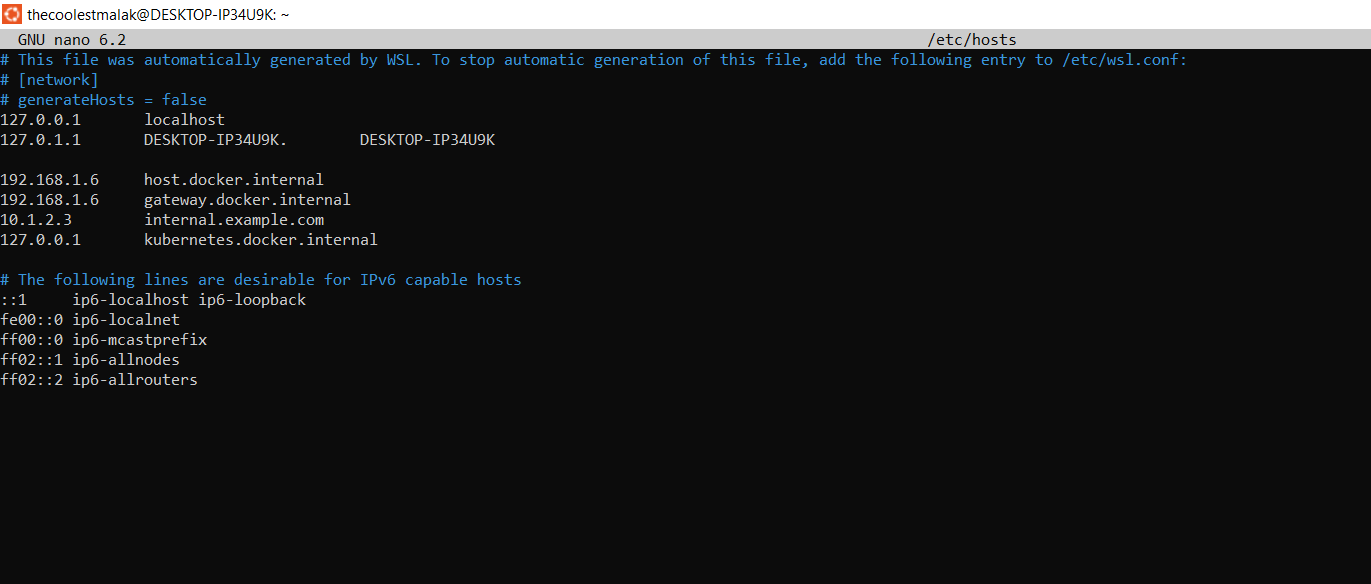 thecoolestmalak@DESKTOP-IP34U9K: ~
GNU nano 6.2 /etc/hosts
# This file was automatically generated by WSL. To stop automatic generation of this file, add the following entry to /etc/wsl.conf:
# [network]
# generateHosts = false
127.0.0.1 localhost
127.0.1.1 DESKTOP-IP34U9K. DESKTOP-IP34U9K
192.168.1.6 host.docker.internal
192.168.1.6 gateway.docker.internal
10.1.2.3 internal.example.com
127.0.0.1 kubernetes.docker.internal
# The following lines are desirable for IPv6 capable hosts
::1 ip6-localhost ip6-loopback
fe00::0 ip6-localnet
ff00::0 ip6-mcastprefix
ff02::1 ip6-allnodes
ff02::2 ip6-allrouters